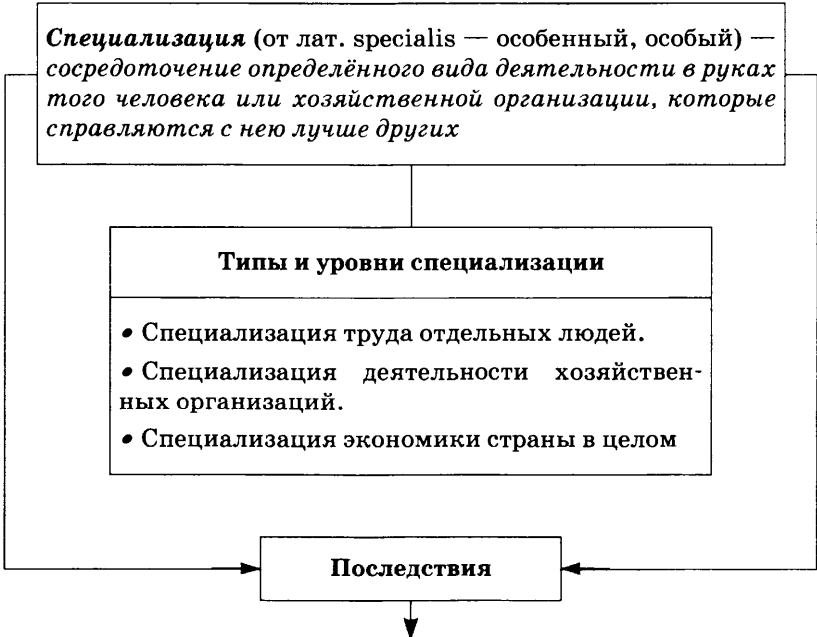 Специализация (от лат. specialis — особенный, особый) —
сосредоточение определённого вида деятельности в руках
того человека или хозяйственной организации, которые
справляются с нею лучше других
Типы и уровни специализации
• Специализация труда отдельных людей.
• Специализация деятельности хозяйствен-
ных организаций.
• Специализация экономики страны в целом
Последствия